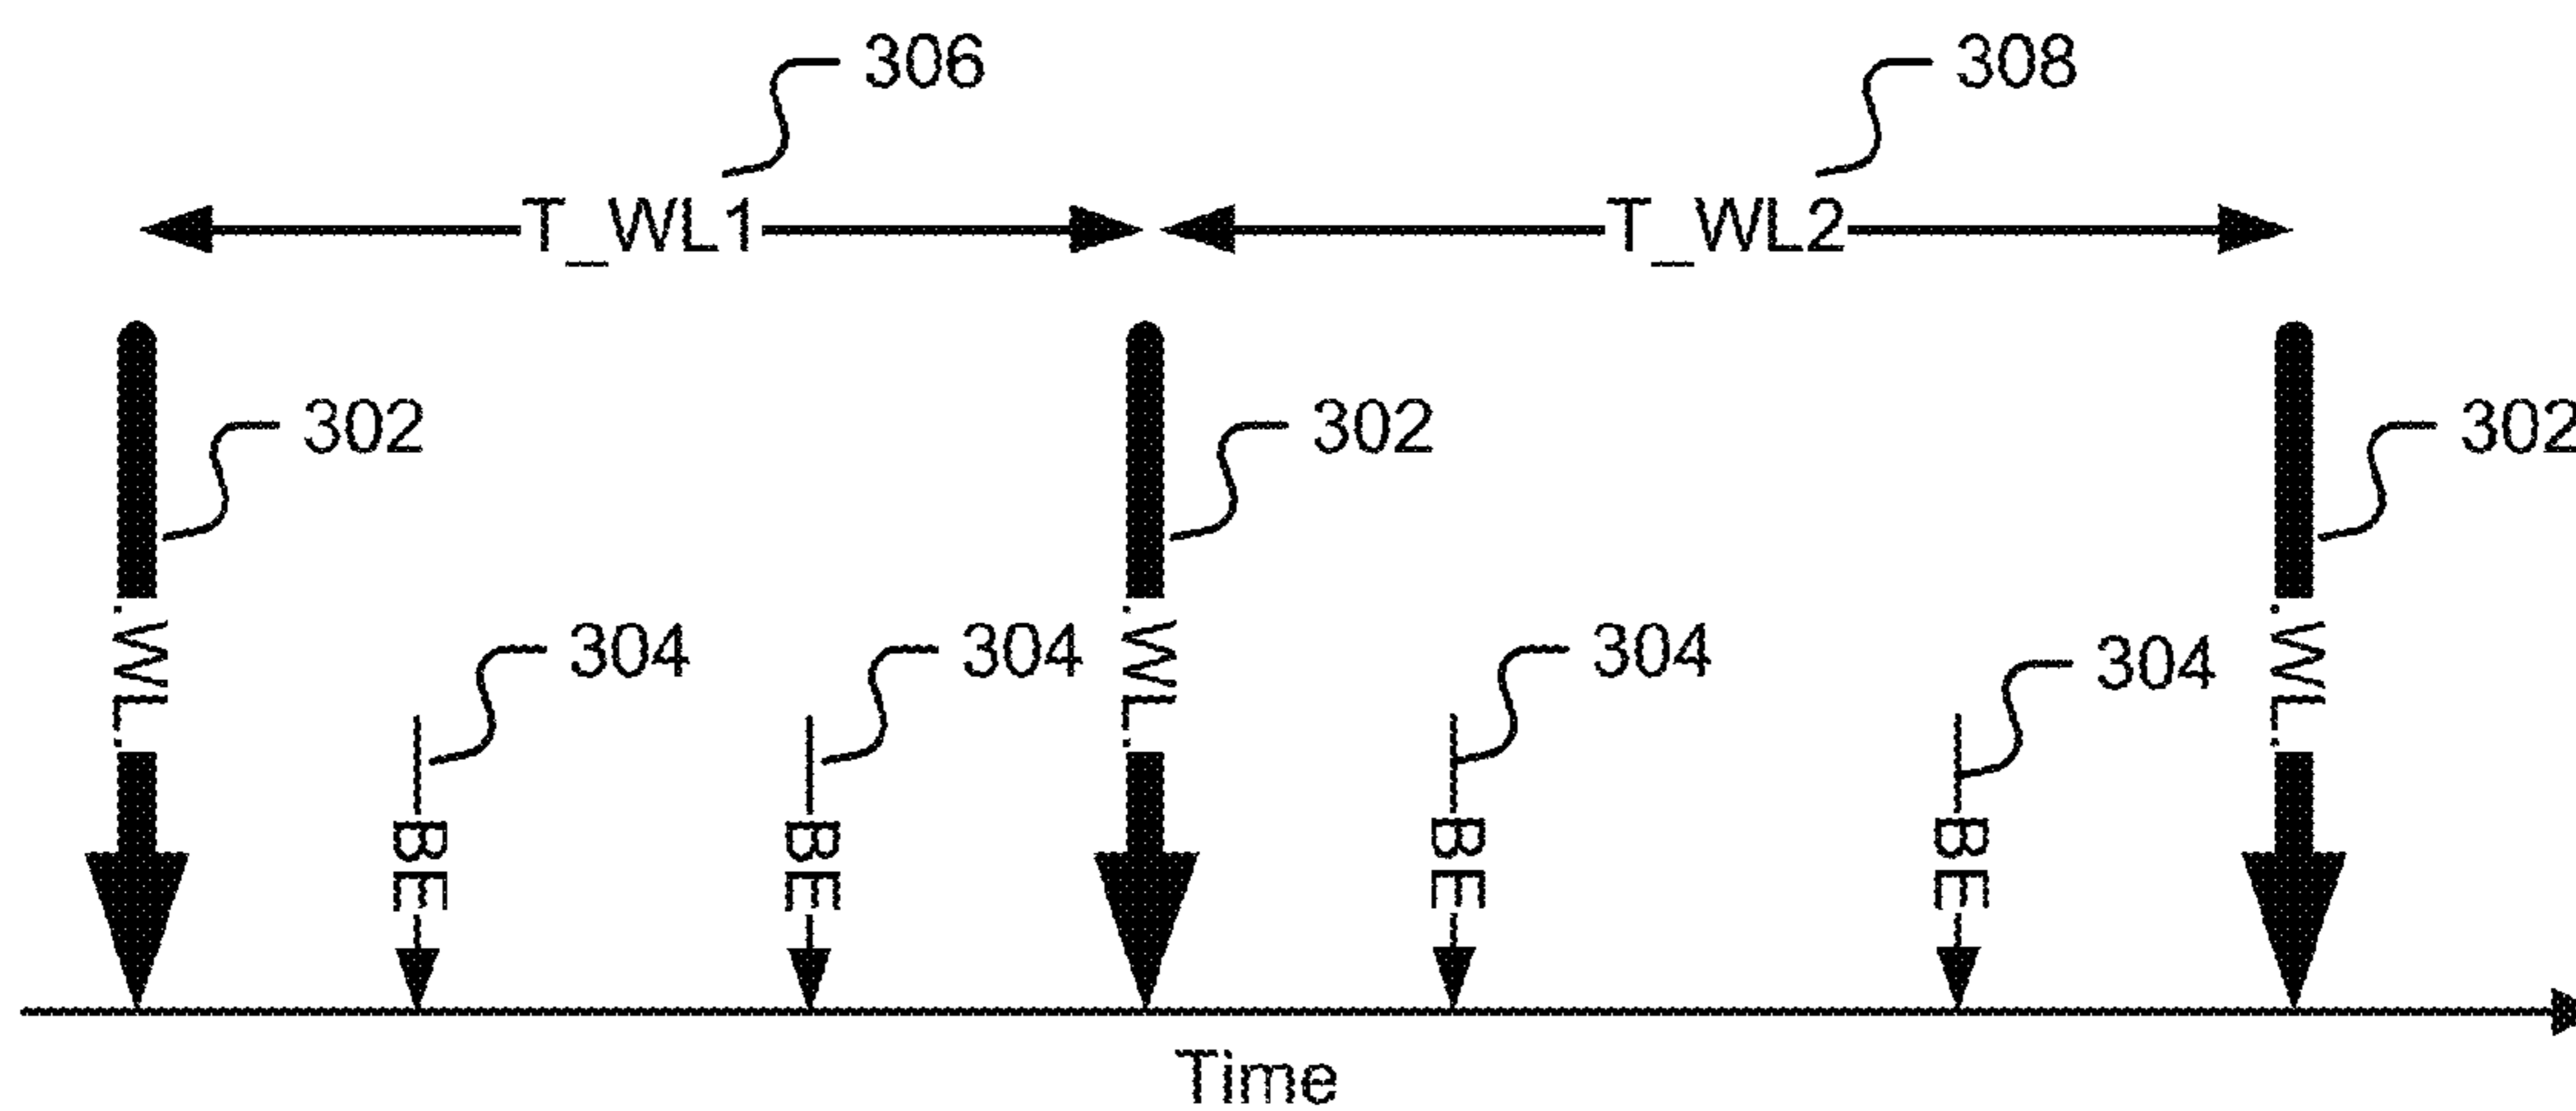 306 308
T_WL1 T_WL2
302 302 302
.WL. .WL. .WL.
304 304 304 304
BE BE BE BE
Time